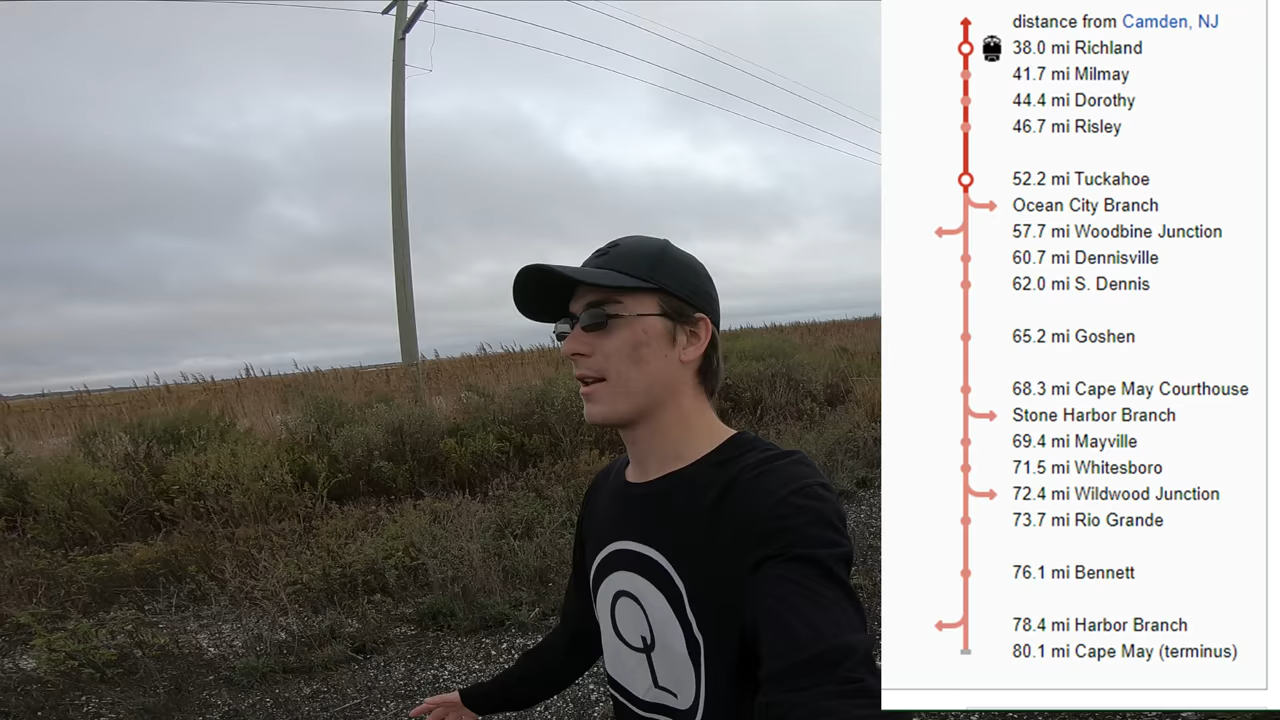 distance from Camden, NJ
38.0 mi Richland
41.7 mi Milmay
44.4 mi Dorothy
46.7 mi Risley
52.2 mi Tuckahoe
Ocean City Branch
57.7 mi Woodbine Junction
60.7 mi Dennisville
62.0 mi S. Dennis
65.2 mi Goshen
68.3 mi Cape May Courthouse
Stone Harbor Branch
69.4 mi Mayville
71.5 mi Whitesboro
72.4 mi Wildwood Junction
73.7 mi Rio Grande
76.1 mi Bennett
78.4 mi Harbor Branch
80.1 mi Cape May (terminus)